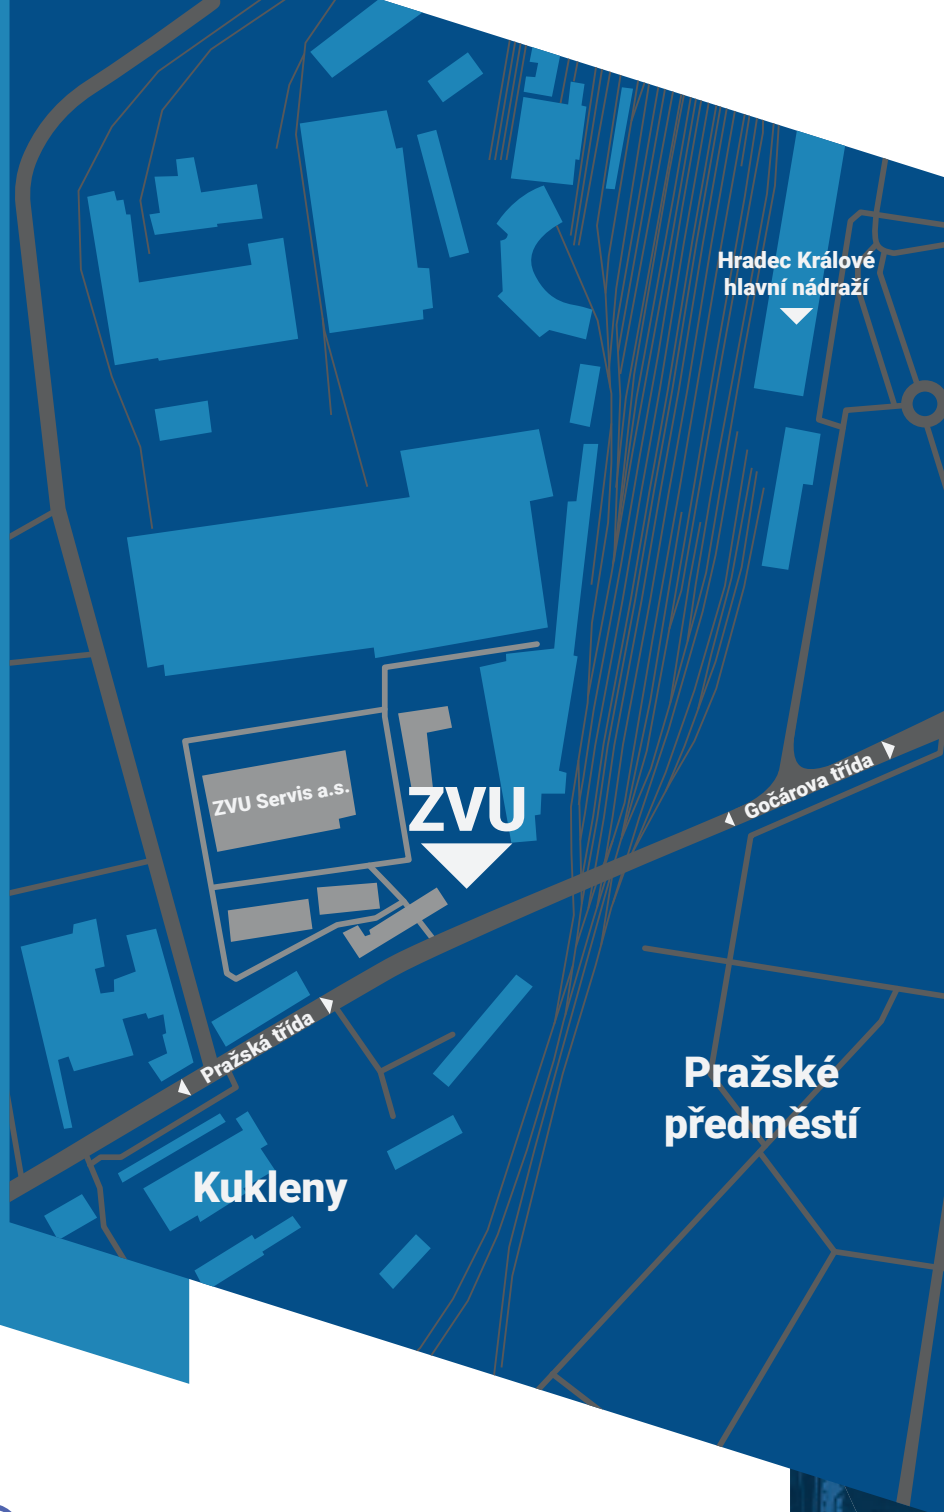 Hradec Králové
hlavní nádraží
Gočárova třída
ZVU Servis a.s.
ZVU
Pražská třída
Pražské
předměstí
Kukleny